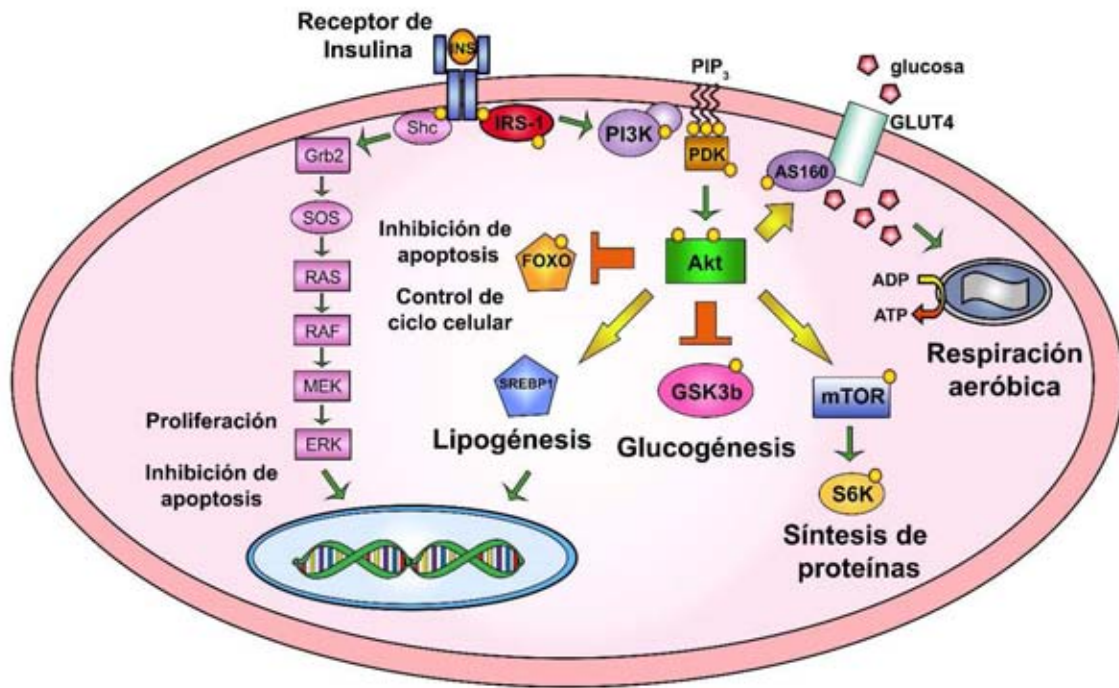 Receptor de
Insulina
INS
Shc
IRS-1
PI3K
PIP3
PDK
glucosa
GLUT4
AS160
Grb2
SOS
RAS
RAF
MEK
ERK
Inhibición de
apoptosis
Control de
ciclo celular
FOXO
Akt
ADP
ATP
Respiración
aeróbica
SREBP1
Lipogénesis
GSK3b
Glucogénesis
mTOR
S6K
Síntesis de
proteínas
Proliferación
Inhibición de
apoptosis